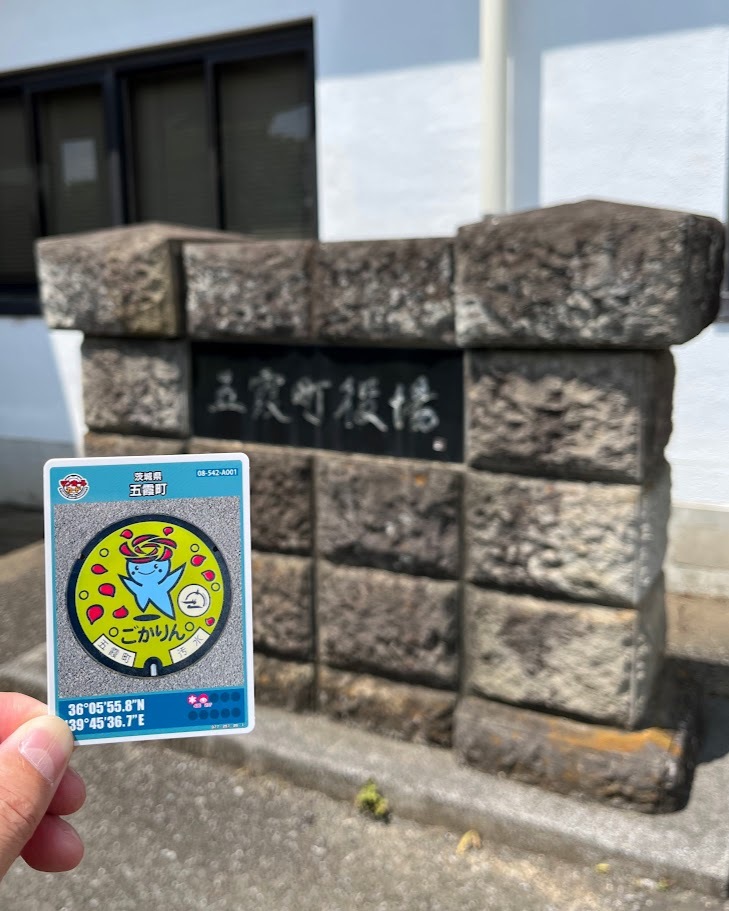 五霞町役場
茨城県
08-542-A001
五霞町
ごかりん
五霞町
汚水
36°05'55.8"N
39°45'36.7"E